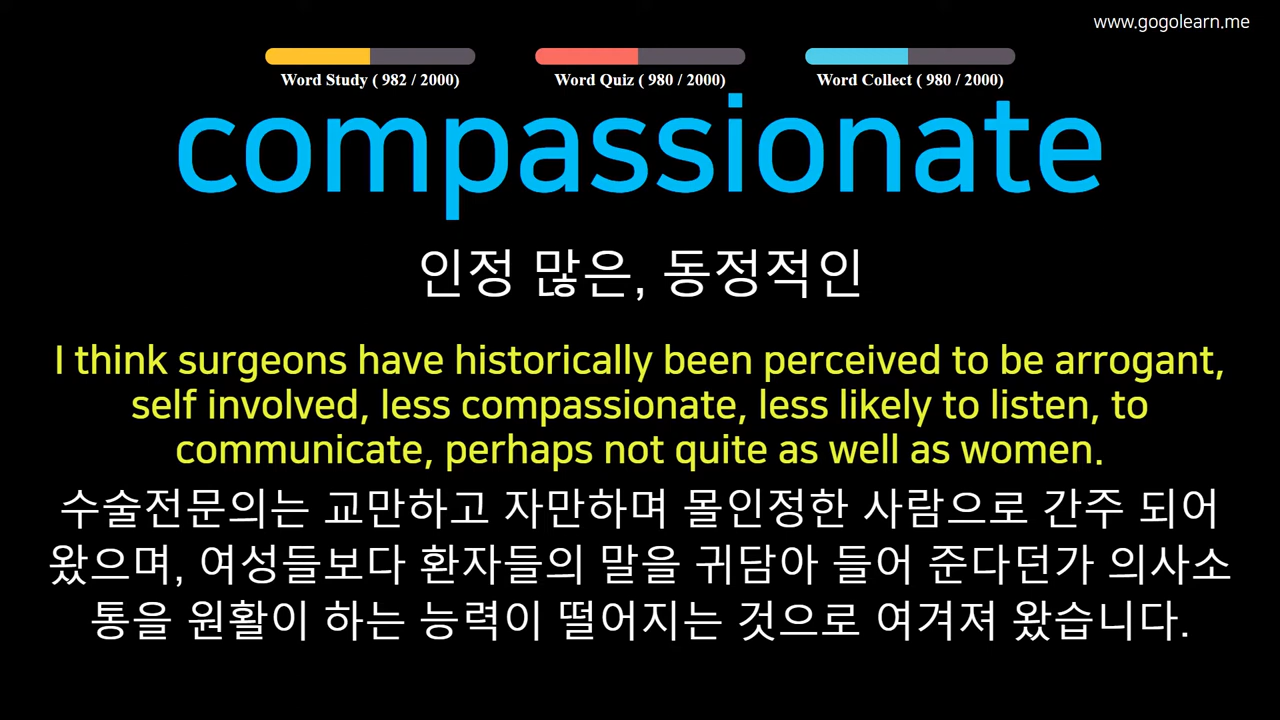 www.gogolearn.me
Word Study ( 982 / 2000)
Word Quiz ( 980 / 2000)
Word Collect ( 980 / 2000)
compassionate
인정 많은, 동정적인
I think surgeons have historically been perceived to be arrogant,
self involved, less compassionate, less likely to listen, to
communicate, perhaps not quite as well as women.
수술전문의는 교만하고 자만하며 몰인정한 사람으로 간주 되어
왔으며, 여성들보다 환자들의 말을 귀담아 들어 준다던가 의사소
통을 원활이 하는 능력이 떨어지는 것으로 여겨져 왔습니다.